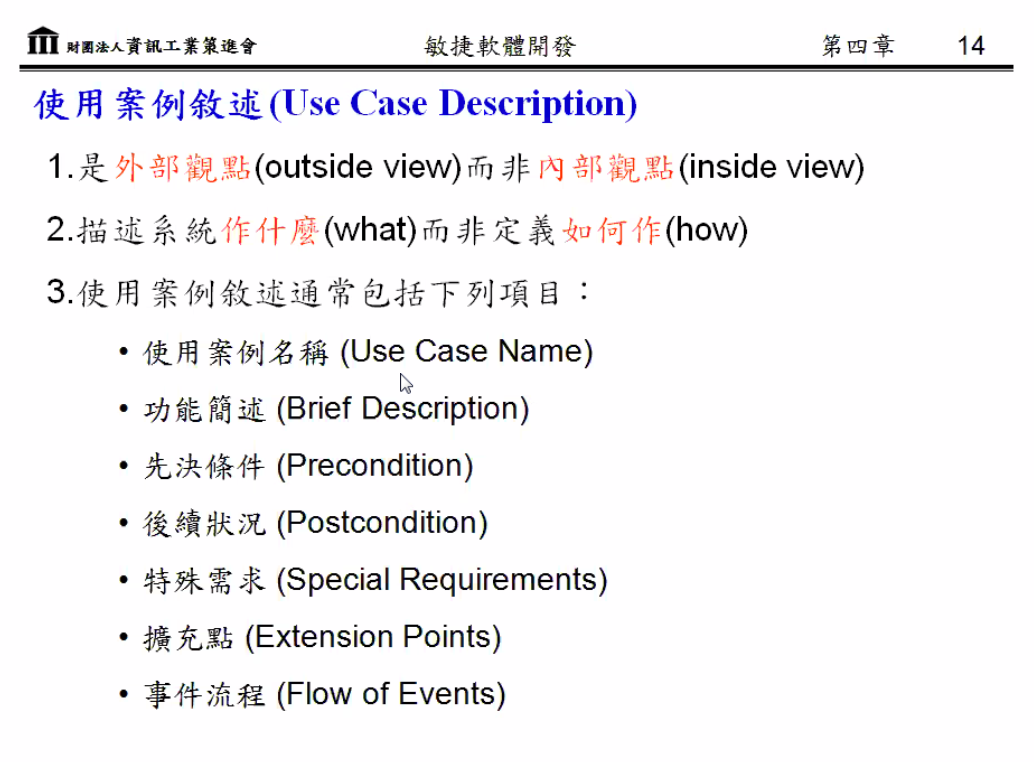 財團法人資訊工業策進會 敏捷軟體開發 第四章 14
使用案例敘述(Use Case Description)
1.是外部觀點(outside view)而非內部觀點(inside view)
2.描述系統作什麼(what)而非定義如何作(how)
3.使用案例敘述通常包括下列項目：
• 使用案例名稱 (Use Case Name)
• 功能簡述 (Brief Description)
• 先決條件 (Precondition)
• 後續狀況 (Postcondition)
• 特殊需求 (Special Requirements)
• 擴充點 (Extension Points)
• 事件流程 (Flow of Events)